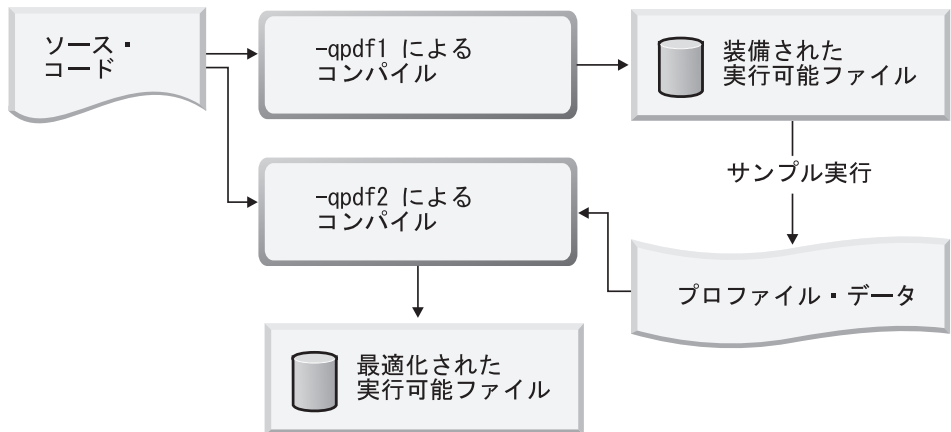 ソース・
コード
-qpdf1 による
コンパイル
装備された
実行可能ファイル
サンプル実行
-qpdf2 による
コンパイル
プロファイル・データ
最適化された
実行可能ファイル